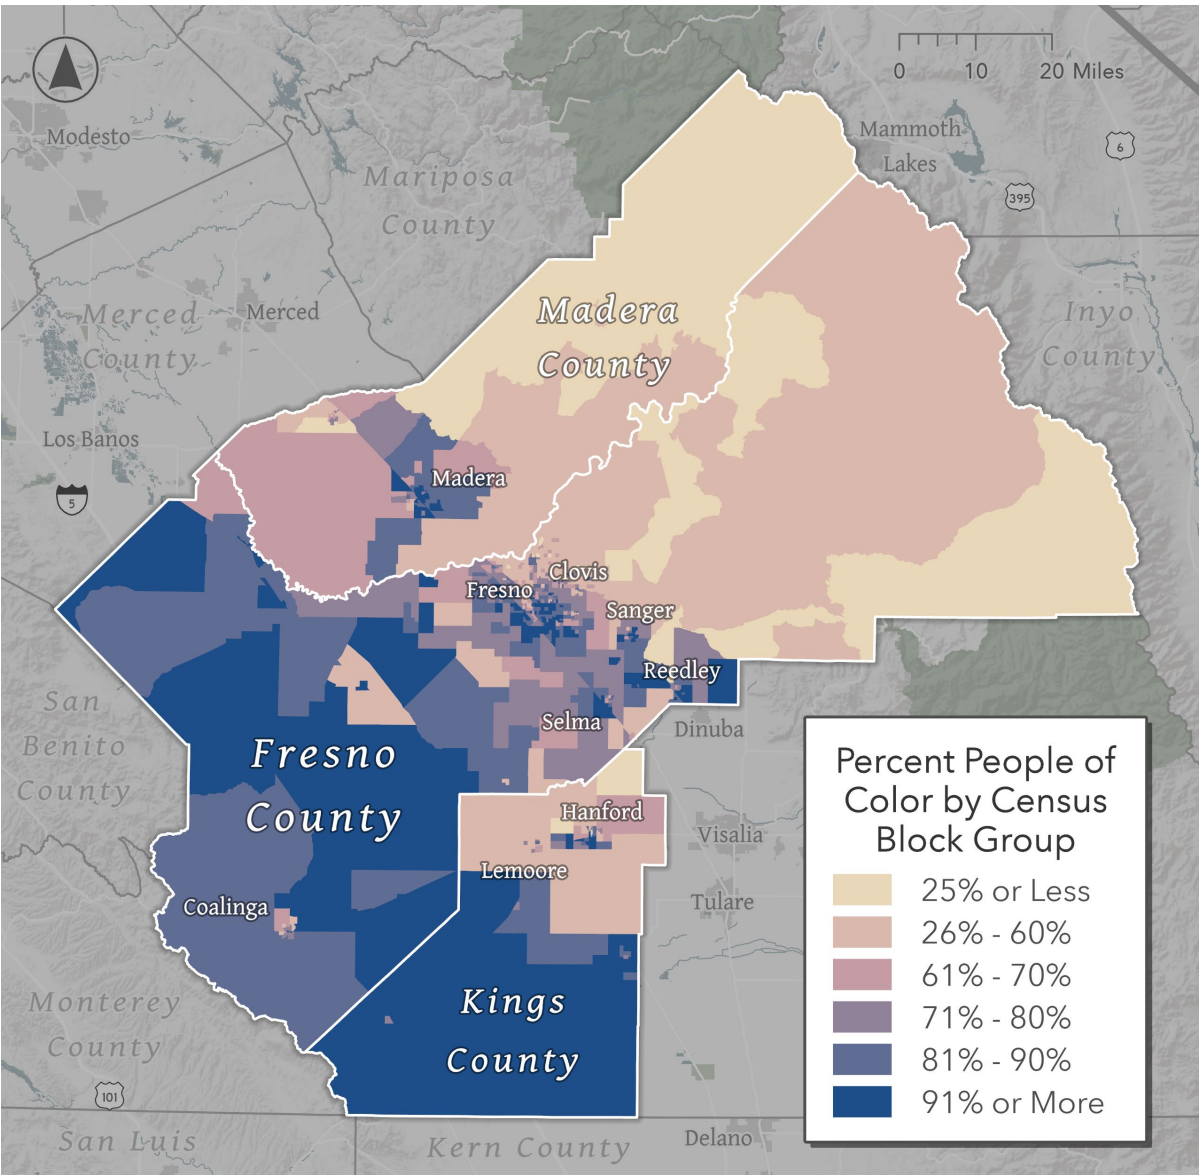 0 10 20 Miles
Modesto
Mammoth
Lakes
6
395
Mariposa
County
Merced
County
Merced
Madera
County
Inyo
County
Los Banos
5
Madera
Clovis
Fresno
Sanger
Reedley
Selma
Dinuba
San
Benito
County
Fresno
County
Hanford
Lemoore
Visalia
Tulare
Coalinga
Monterey
County
Kings
County
101
San Luis
Kern County
Delano
Percent People of
Color by Census
Block Group
25% or Less
26% - 60%
61% - 70%
71% - 80%
81% - 90%
91% or More